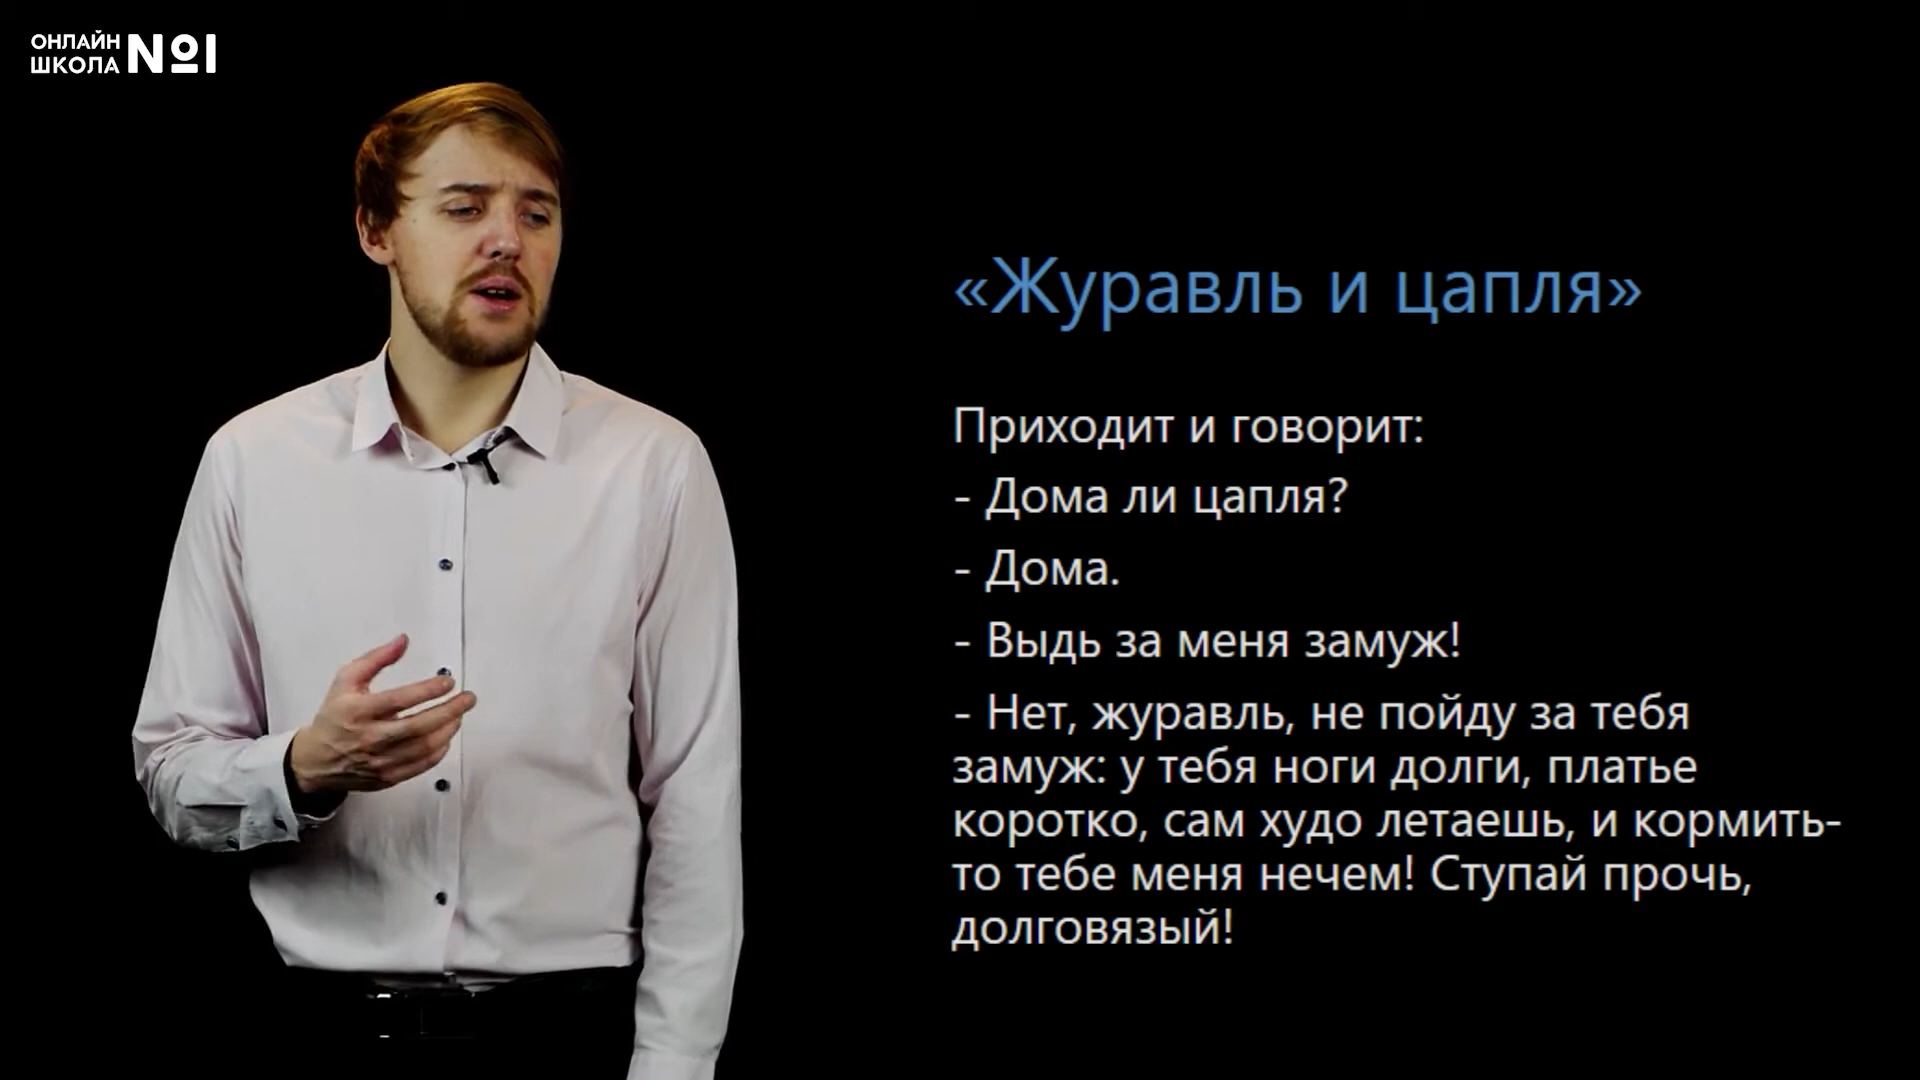 ОНЛАЙН
ШКОЛА №1
«Журавль и цапля»
Приходит и говорит:
- Дома ли цапля?
- Дома.
- Выдь за меня замуж!
- Нет, журавль, не пойду за тебя
замуж: у тебя ноги долги, платье
коротко, сам худо летаешь, и кормить-
то тебе меня нечем! Ступай прочь,
долговязый!